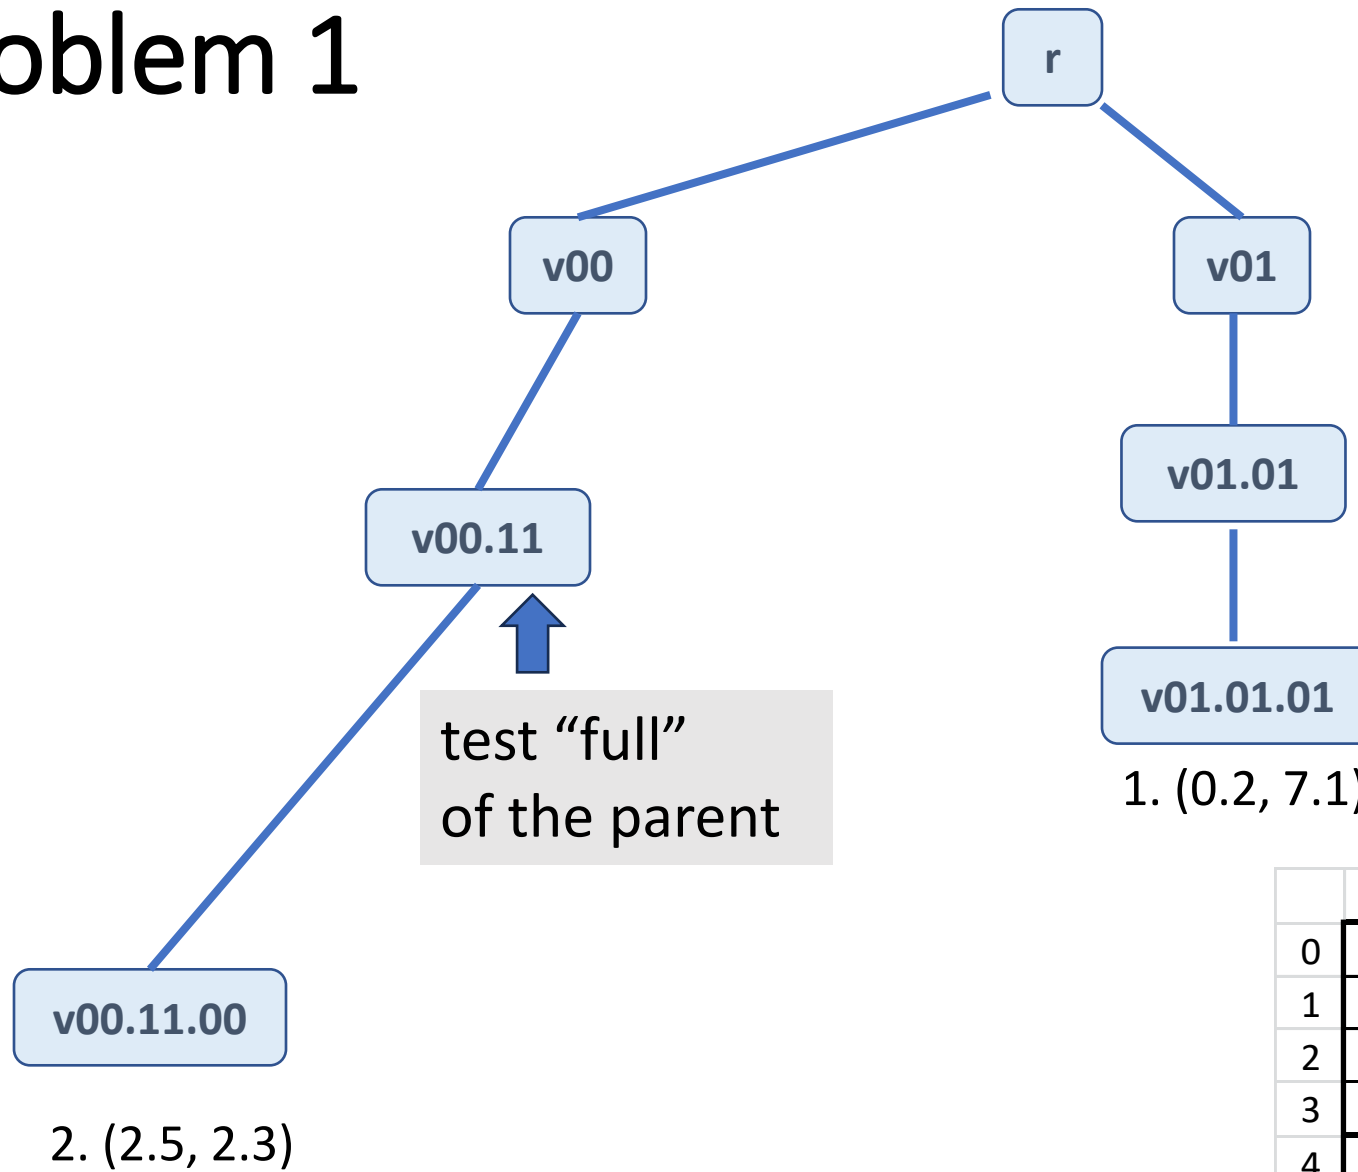 oblem 1
r
v00
v01
v01.01
v00.11
v01.01.01
test “full”
of the parent
1. (0.2, 7.1)
0
1
2
3
4
v00.11.00
2. (2.5, 2.3)